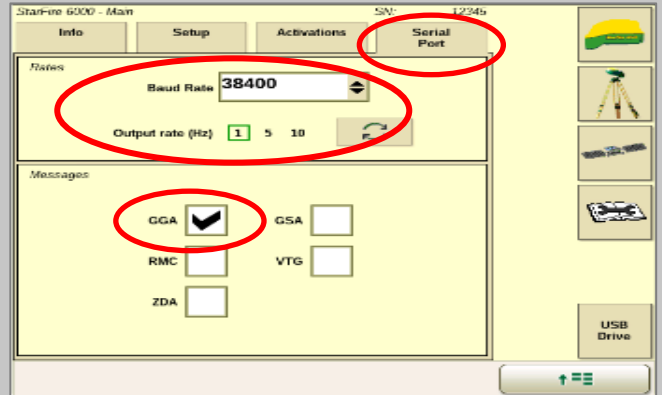 StarFire 6000 - Main SN: 12345
Info Setup Activations Serial Port
Rates
Baud Rate 38400
Output rate (Hz) 1 5 10
Messages
GGA GSA
RMC VTG
ZDA
USB
Drive